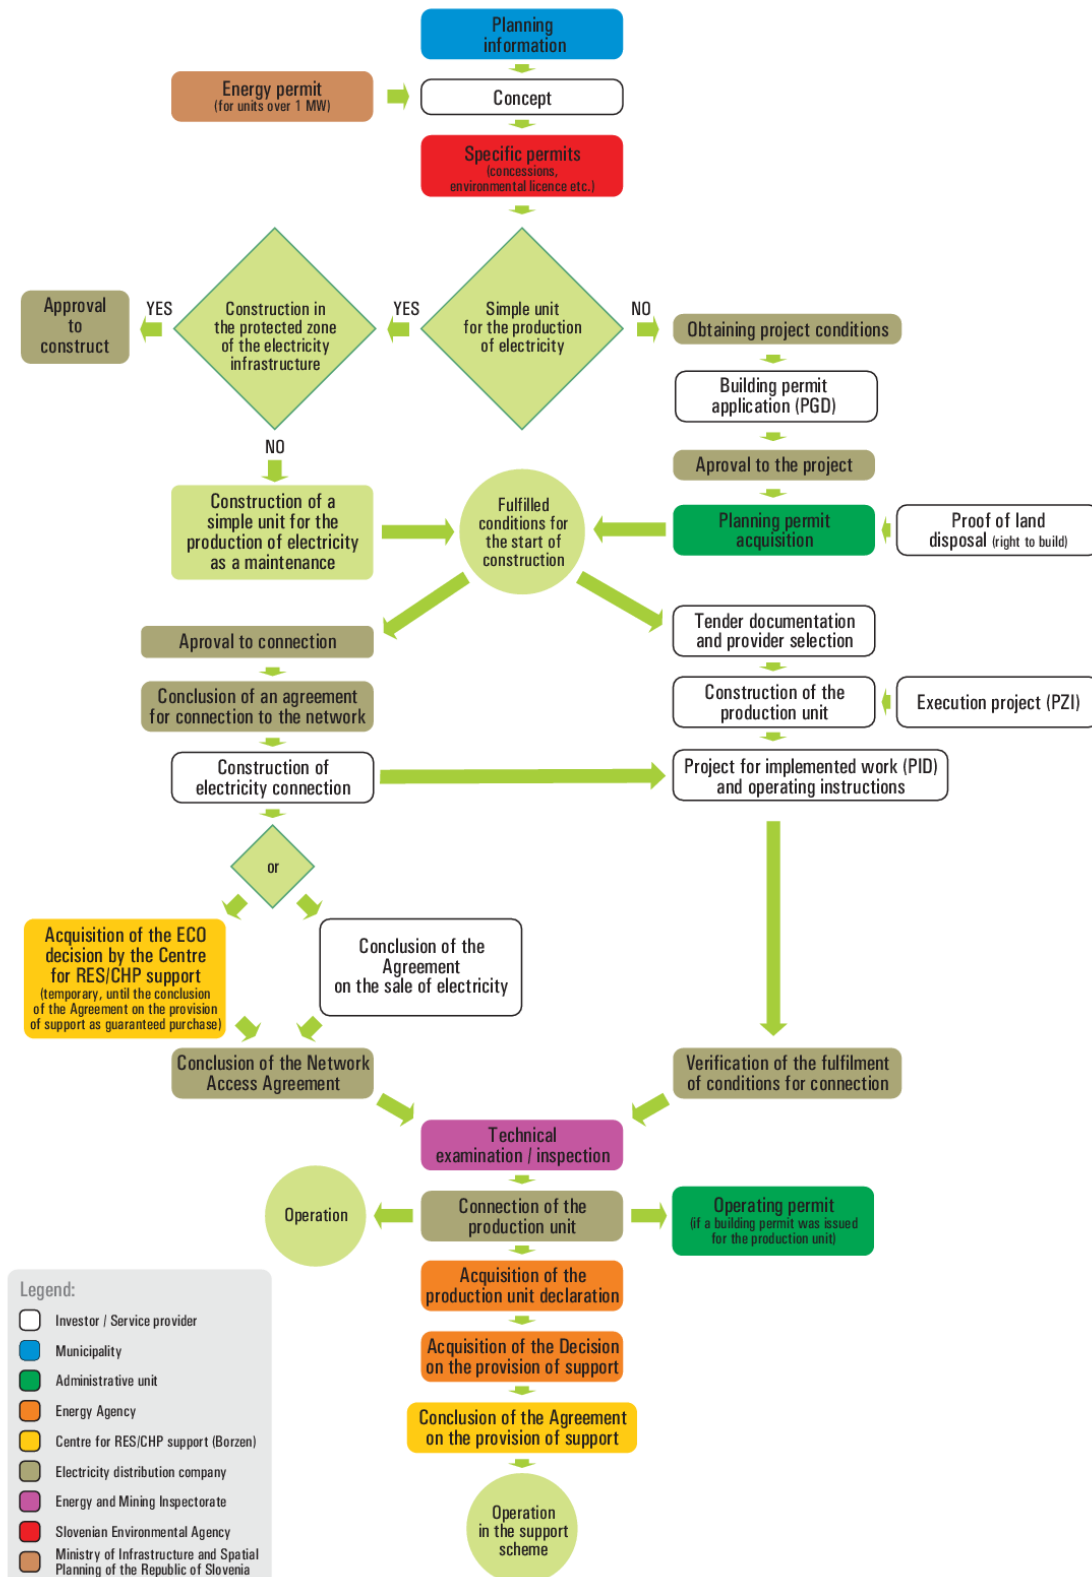 Planning
information
Energy permit
(for units over 1 MW)
Concept
Specific permits
(concessions,
environmental licence etc.)
Approval
to
construct
YES
Construction in
the protected zone
of the electricity
infrastructure
YES
Simple unit
for the production
of electricity
NO
Obtaining project conditions
Building permit
application (PGD)
NO
Aproval to the project
Construction of a
simple unit for the
production of electricity
as a maintenance
Fulfilled
conditions for
the start of
construction
Planning permit
acquisition
Proof of land
disposal (right to build)
Aproval to connection
Tender documentation
and provider selection
Conclusion of an agreement
for connection to the network
Construction of the
production unit
Execution project (PZI)
Construction of
electricity connection
Project for implemented work (PID)
and operating instructions
or
Acquisition of the ECO
decision by the Centre
for RES/CHP support
(temporary, until the conclusion
of the Agreement on the provision
of support as guaranteed purchase)
Conclusion of the
Agreement
on the sale of electricity
Conclusion of the Network
Access Agreement
Verification of the fulfilment
of conditions for connection
Technical
examination / inspection
Operation
Connection of the
production unit
Operating permit
(if a building permit was issued
for the production unit)
Acquisition of the
production unit declaration
Acquisition of the Decision
on the provision of support
Conclusion of the Agreement
on the provision of support
Operation
in the support
scheme
Legend:
Investor / Service provider
Municipality
Administrative unit
Energy Agency
Centre for RES/CHP support (Borzen)
Electricity distribution company
Energy and Mining Inspectorate
Slovenian Environmental Agency
Ministry of Infrastructure and Spatial
Planning of the Republic of Slovenia